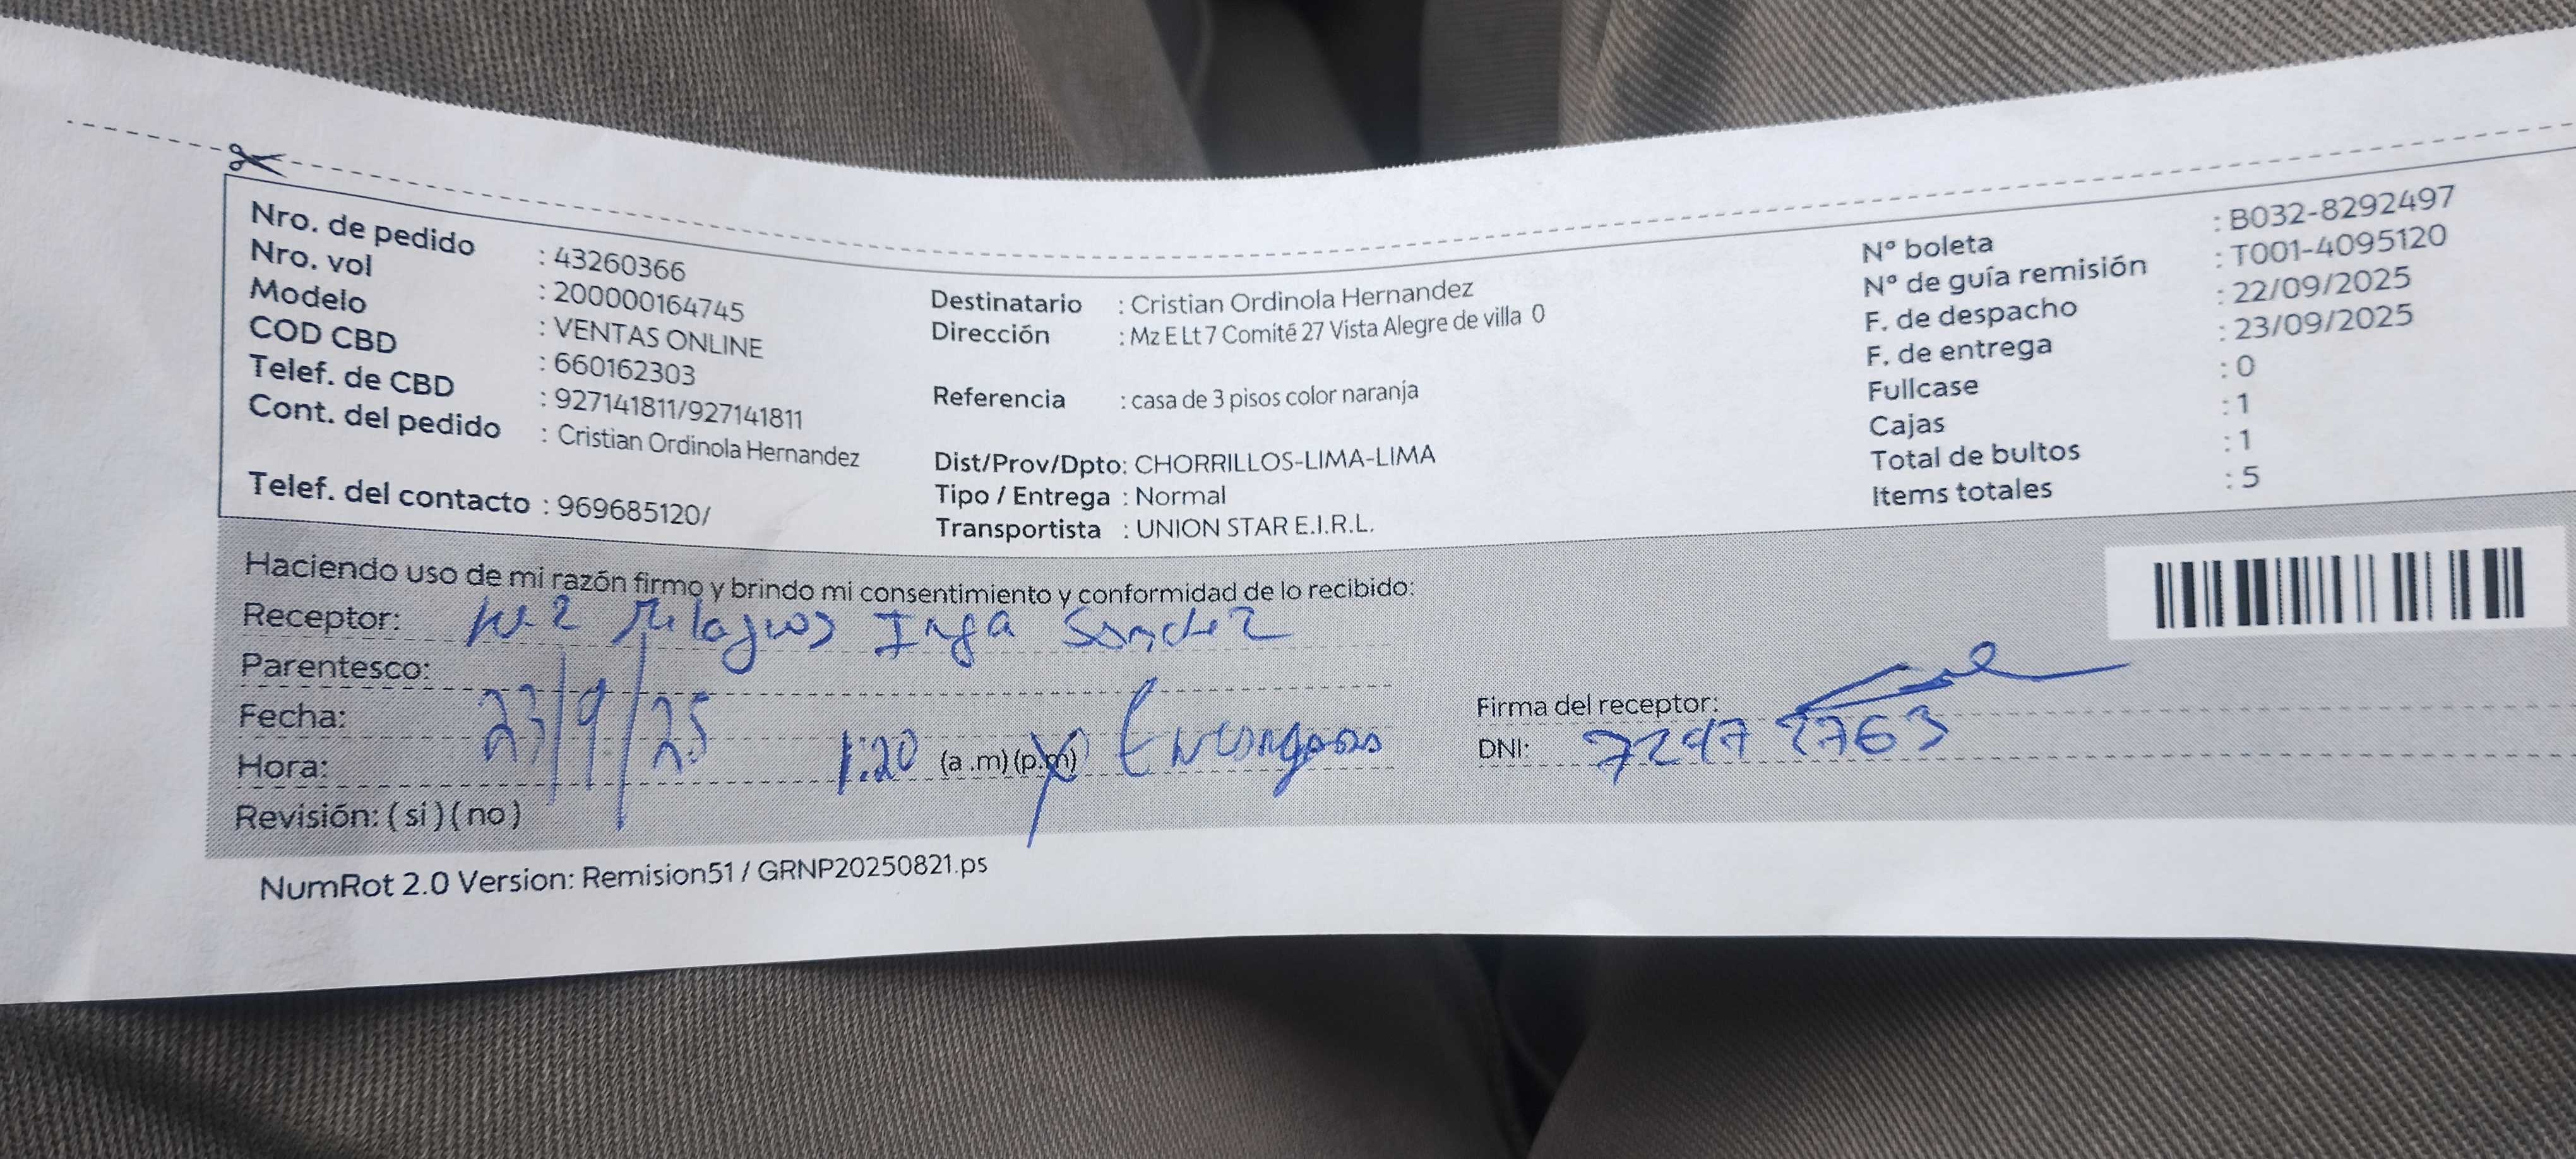 Nro. de pedido : 43260366
Nro. vol : 200000164745
Modelo : VENTAS ONLINE
COD CBD : 660162303
Telef. de CBD : 927141811/927141811
Cont. del pedido : Cristian Ordinola Hernandez
Telef. del contacto : 969685120/
Destinatario : Cristian Ordinola Hernandez
Dirección : Mz E Lt 7 Comité 27 Vista Alegre de villa 0
Referencia : casa de 3 pisos color naranja
Dist/Prov/Dpto: CHORRILLOS-LIMA-LIMA
Tipo / Entrega : Normal
Transportista : UNION STAR E.I.R.L.
N° boleta : B032-8292497
N° de guía remisión : T001-4095120
F. de despacho : 22/09/2025
F. de entrega : 23/09/2025
Fullcase : 0
Cajas : 1
Total de bultos : 1
Items totales : 5
Haciendo uso de mi razón firmo y brindo mi consentimiento y conformidad de lo recibido:
Receptor: Milagros Inga Sanchez
Parentesco:
Fecha: 23/9/25
Hora: 1:20 (a .m) (p.m)
Revisión: ( si ) ( no )
Firma del receptor:
DNI:
NumRot 2.0 Version: Remision51 / GRNP20250821.ps